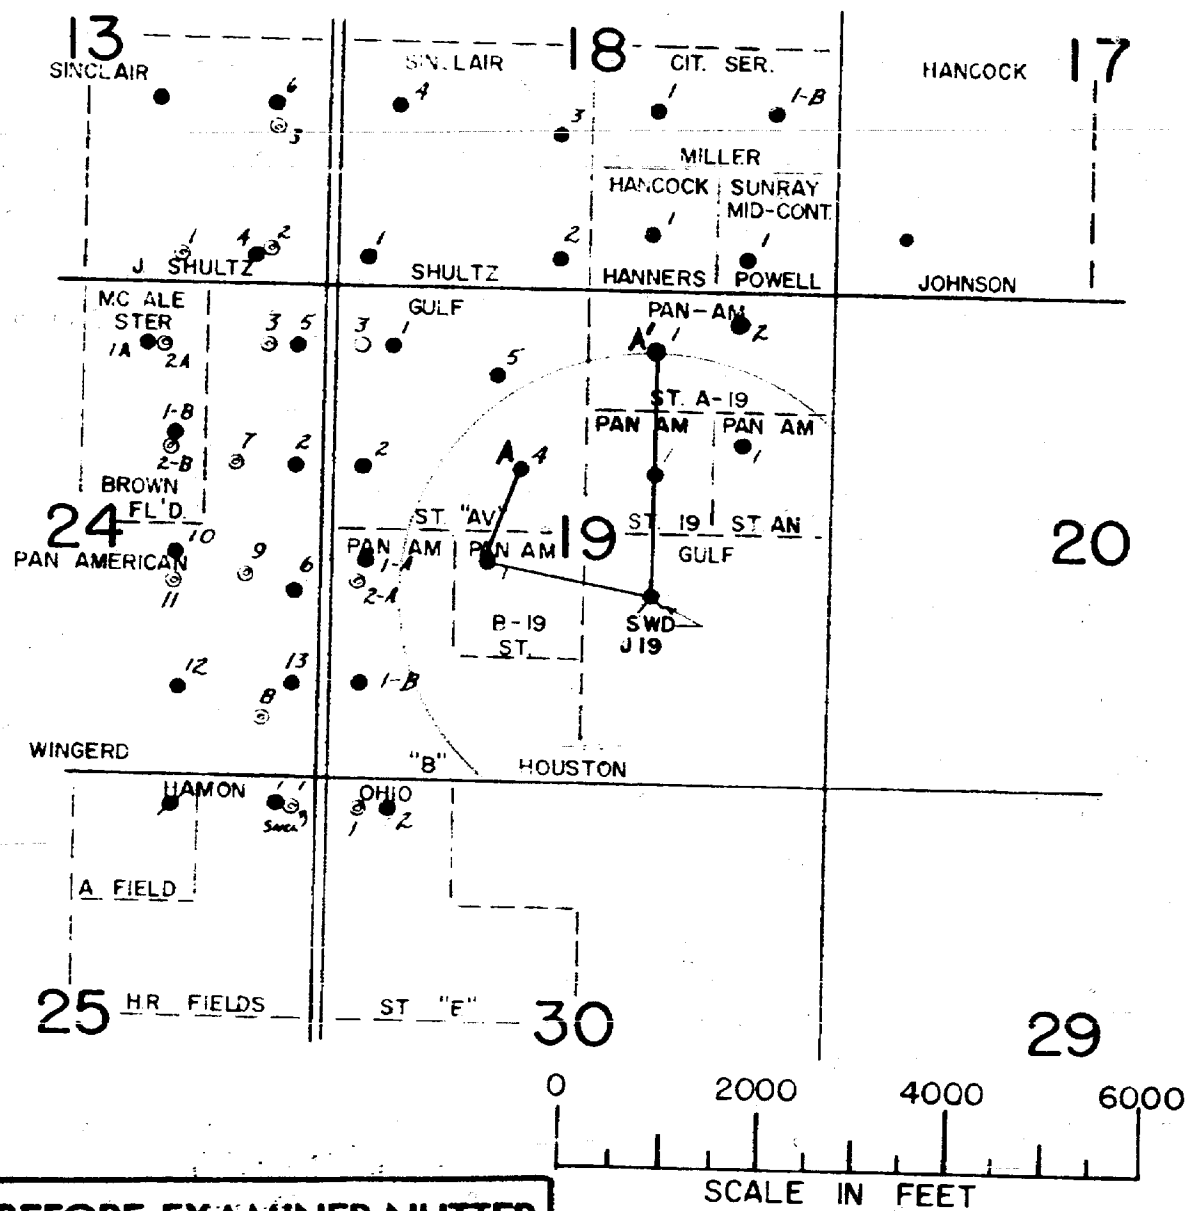 13
18
17
SINCLAIR
SINCLAIR
CIT. SER.
HANCOCK
6
3
4
3
1
1-B
MILLER
HANCOCK
SUNRAY
MID-CONT.
1
4
2
1
2
1
1
J. SHULTZ
SHULTZ
HANNERS
POWELL
JOHNSON
MC ALE
STER
GULF
PAN-AM
1A
2A
3
5
3
1
5
A'
1
2
ST. A-19
PAN AM
PAN AM
1-B
2-B
7
2
2
A
4
1
1
BROWN
FL'D.
24
ST. "AV"
19
ST. 19
ST AN
20
PAN AMERICAN
10
PAN AM
PAN AM
GULF
11
9
6
1-A
2-A
1
B-19
ST.
SWD
J19
12
13
8
1-B
WINGERD
"B"
HOUSTON
HAMON
1
1
OHIO
1
2
A FIELD
25
H.R. FIELDS
ST "E"
30
29
0
2000
4000
6000
SCALE IN FEET
BEFORE EXAMINER NUTTER